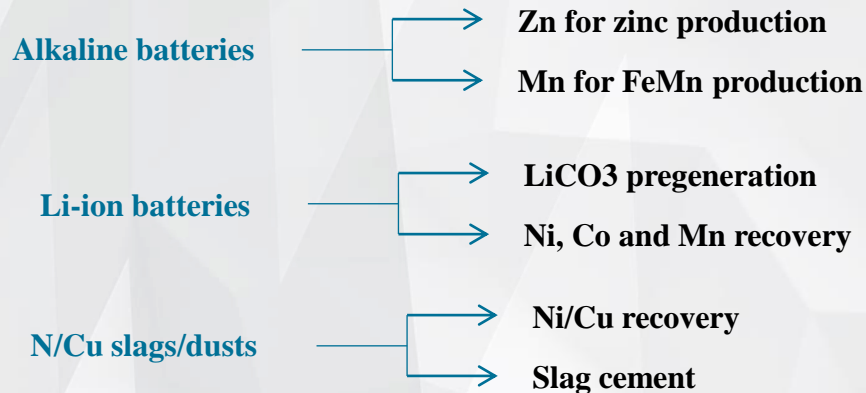 Alkaline batteries
Zn for zinc production
Mn for FeMn production
Li-ion batteries
LiCO3 pregeneration
Ni, Co and Mn recovery
N/Cu slags/dusts
Ni/Cu recovery
Slag cement